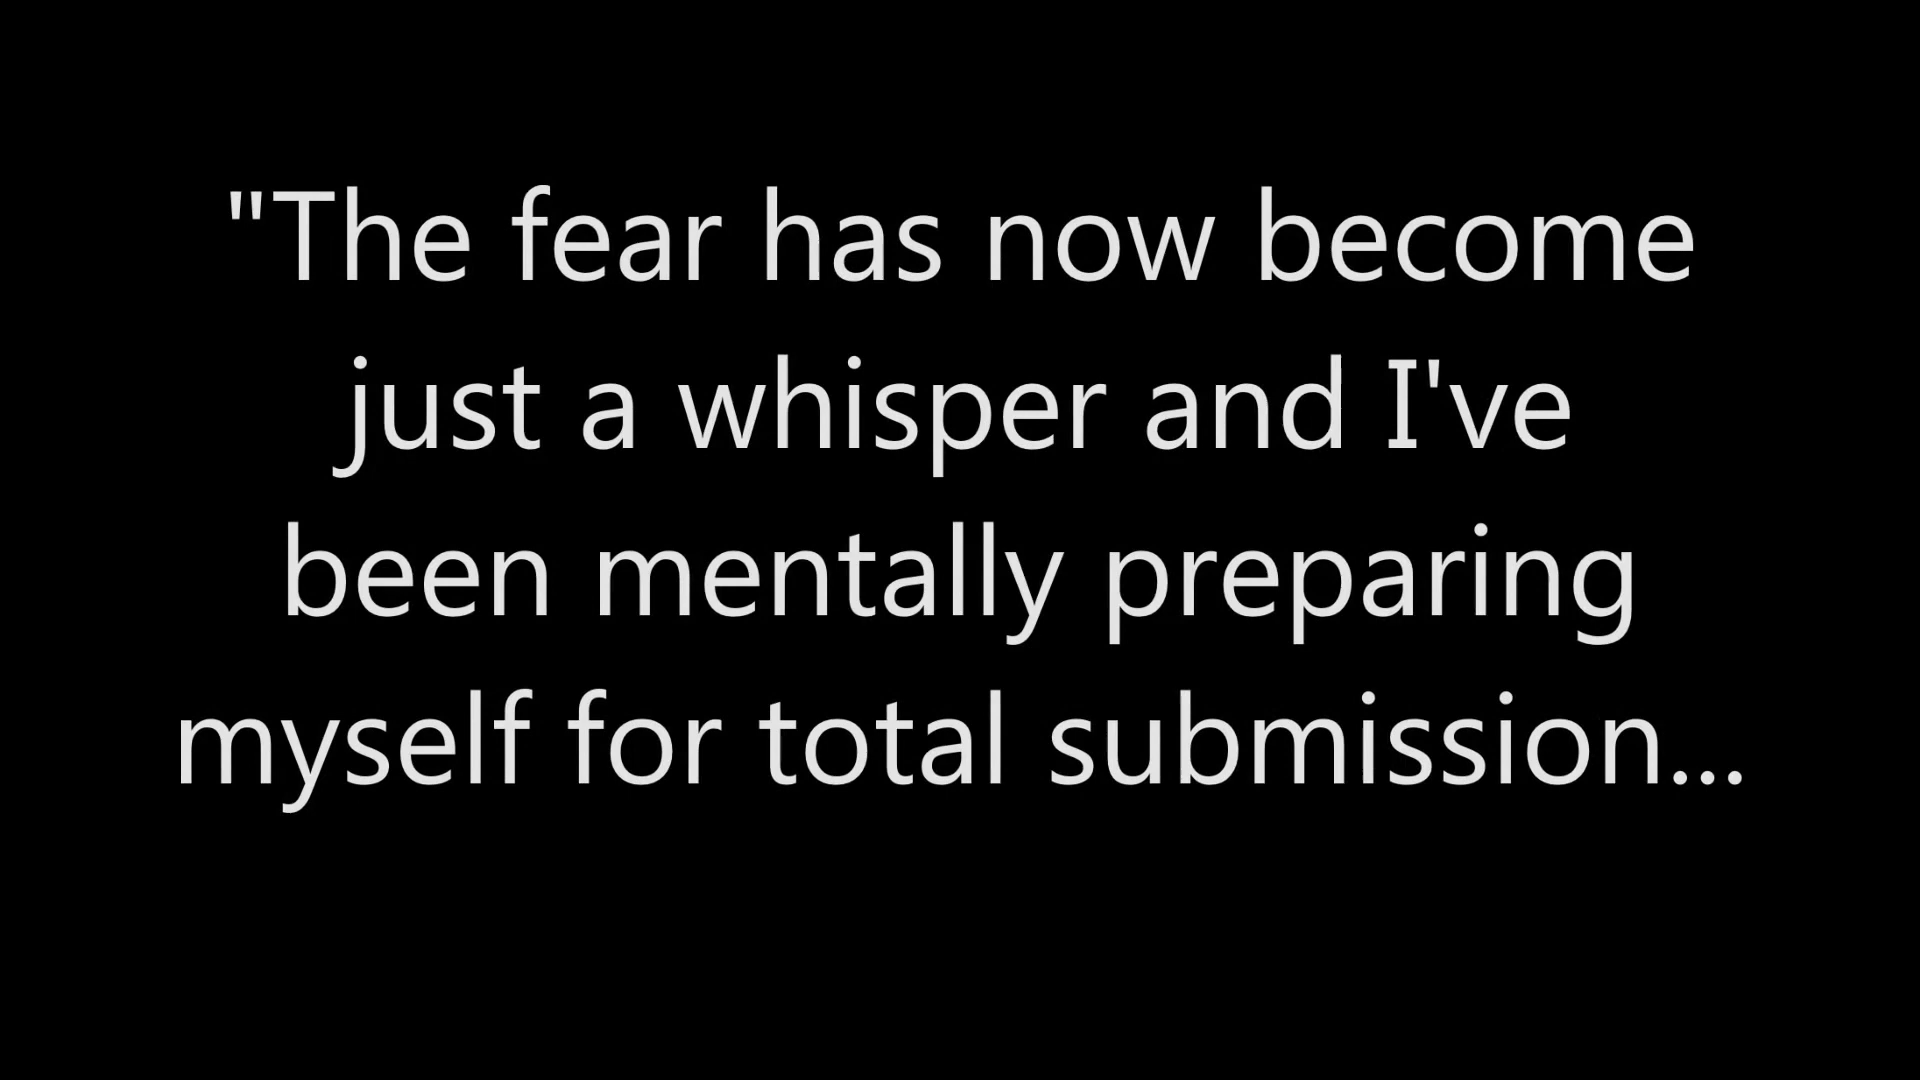 "The fear has now become
just a whisper and I've
been mentally preparing
myself for total submission...